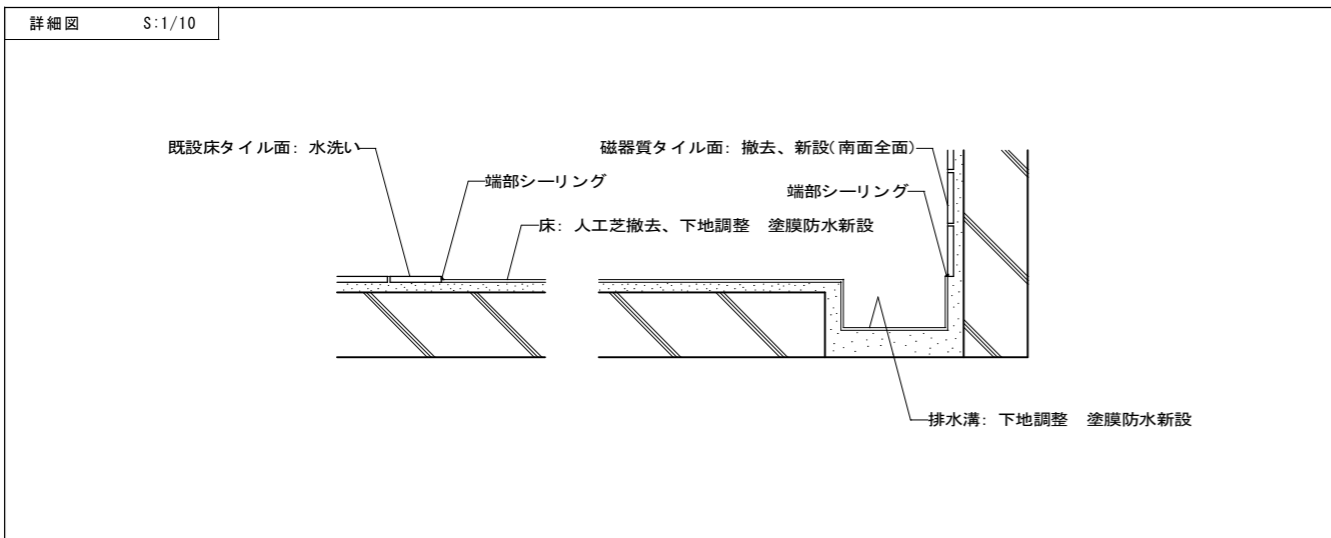 詳細図　S:1/10
既設床タイル面: 水洗い
磁器質タイル面: 撤去、新設(南面全面)
端部シーリング
端部シーリング
床: 人工芝撤去、下地調整　塗膜防水新設
排水溝: 下地調整　塗膜防水新設